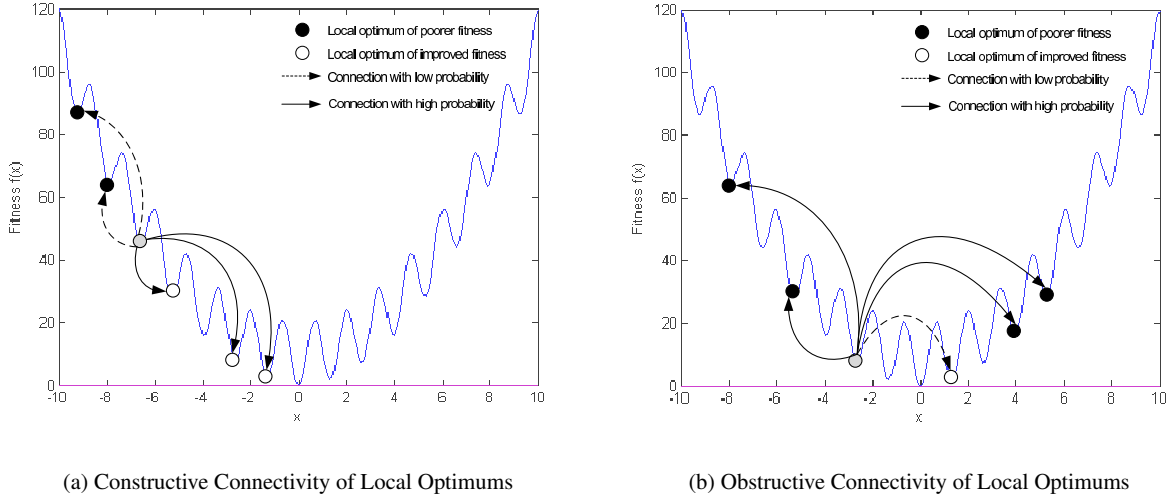 120
100
80
60
40
20
0
Fitness f(x)
-10 -8 -6 -4 -2 0 2 4 6 8 10
x
Local optimum of poorer fitness
Local optimum of improved fitness
Connection with low probability
Connection with high probability
(a) Constructive Connectivity of Local Optimums
120
100
80
60
40
20
0
Fitness f(x)
-10 -8 -6 -4 -2 0 2 4 6 8 10
x
Local optimum of poorer fitness
Local optimum of improved fitness
Connection with low probability
Connection with high probability
(b) Obstructive Connectivity of Local Optimums